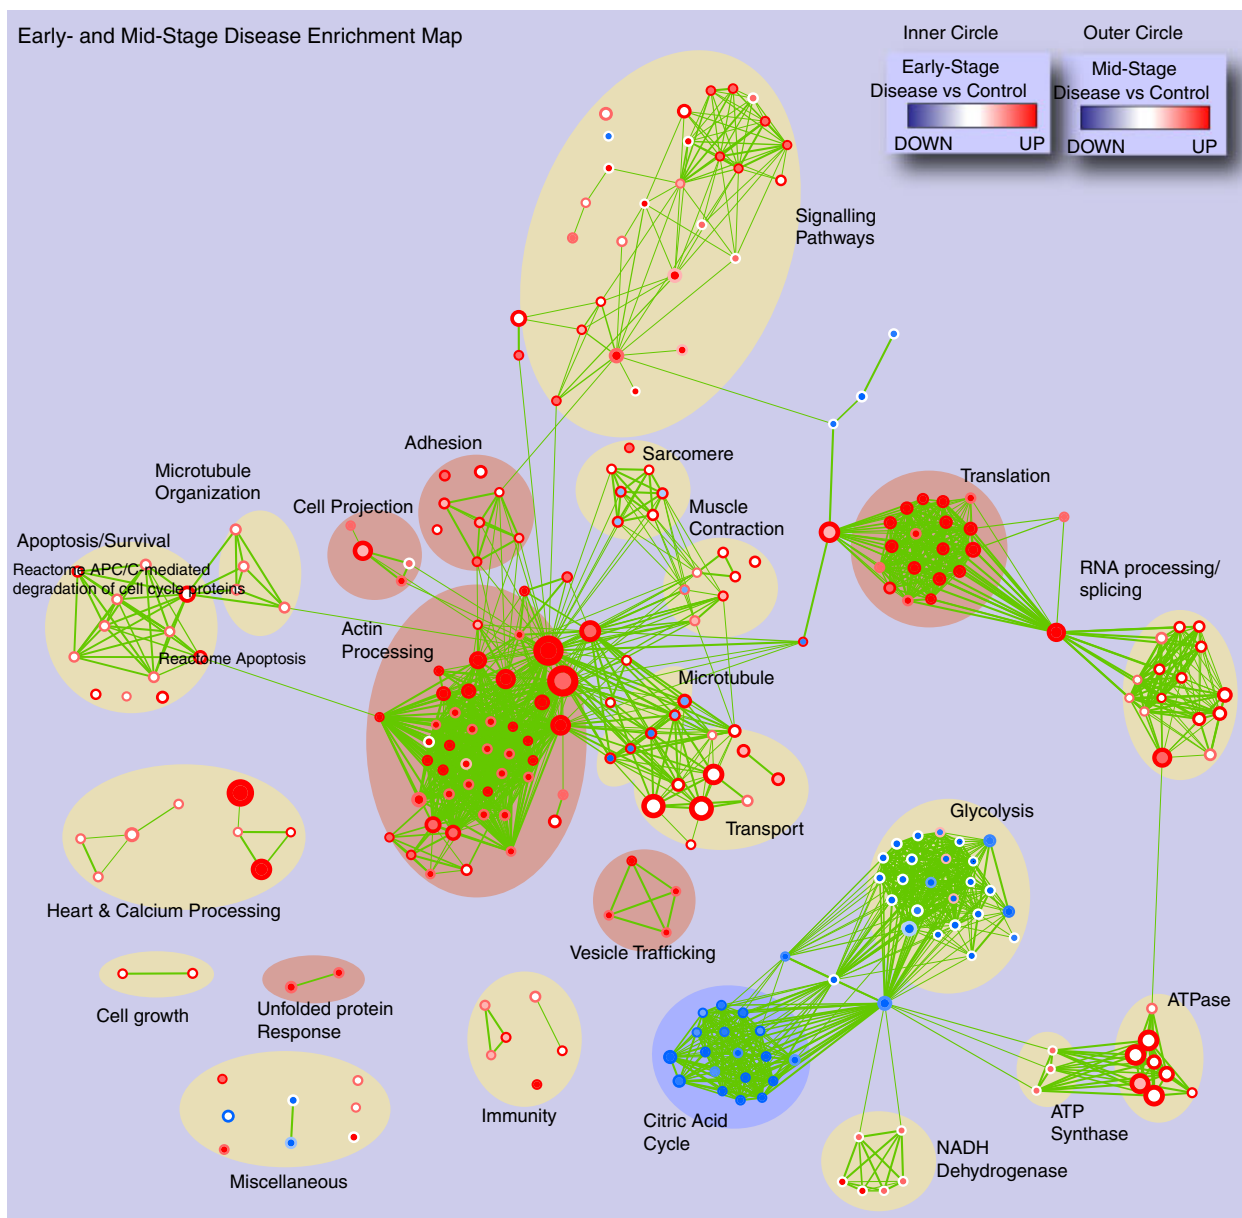 Early- and Mid-Stage Disease Enrichment Map
Inner Circle
Outer Circle
Early-Stage
Disease vs Control
DOWN UP
Mid-Stage
Disease vs Control
DOWN UP
Signalling
Pathways
Adhesion
Sarcomere
Microtubule
Organization
Cell Projection
Muscle
Contraction
Translation
Apoptosis/Survival
Reactome APC/C-mediated
degradation of cell cycle proteins
Reactome Apoptosis
RNA processing/
splicing
Actin
Processing
Microtubule
Transport
Glycolysis
Heart & Calcium Processing
Vesicle Trafficking
Cell growth
Unfolded protein
Response
Immunity
Citric Acid
Cycle
ATPase
ATP
Synthase
NADH
Dehydrogenase
Miscellaneous